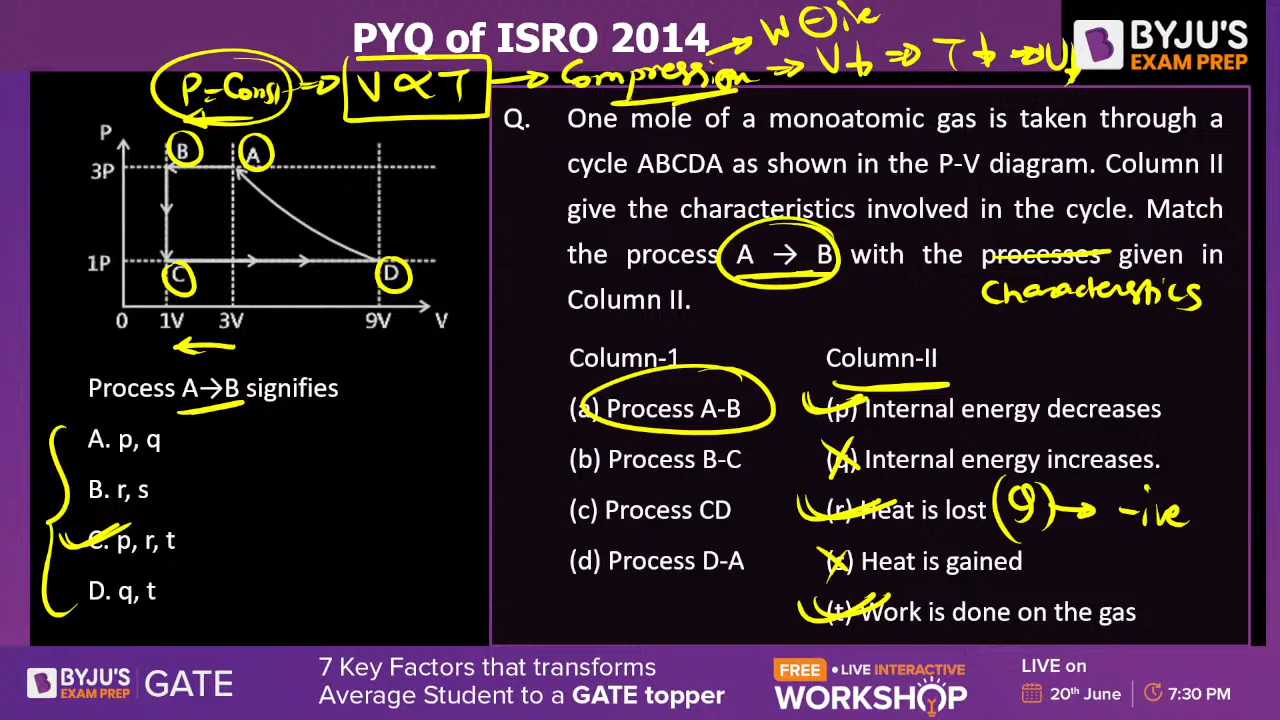 PYQ of ISRO 2014
→ W ⊖ive
P=Const ⇒ V ∝ T → Compression → V↓ ⇒ T↓ ⇒ U↓
BYJU'S
EXAM PREP
P
B A
3P
1P
C D
0 1V 3V 9V V
Process A→B signifies
A. p, q
B. r, s
C. p, r, t
D. q, t
Q. One mole of a monoatomic gas is taken through a
cycle ABCDA as shown in the P-V diagram. Column II
give the characteristics involved in the cycle. Match
the process A → B with the processes given in
Characteristics
Column II.
Column-1 Column-II
(a) Process A-B (p) Internal energy decreases
(b) Process B-C (q) Internal energy increases.
(c) Process CD (r) Heat is lost (Q) → -ive
(d) Process D-A (s) Heat is gained
(t) Work is done on the gas
BYJU'S
EXAM PREP
GATE
7 Key Factors that transforms
Average Student to a GATE topper
FREE • LIVE INTERACTIVE
WORKSHOP
LIVE on
20th June 7:30 PM